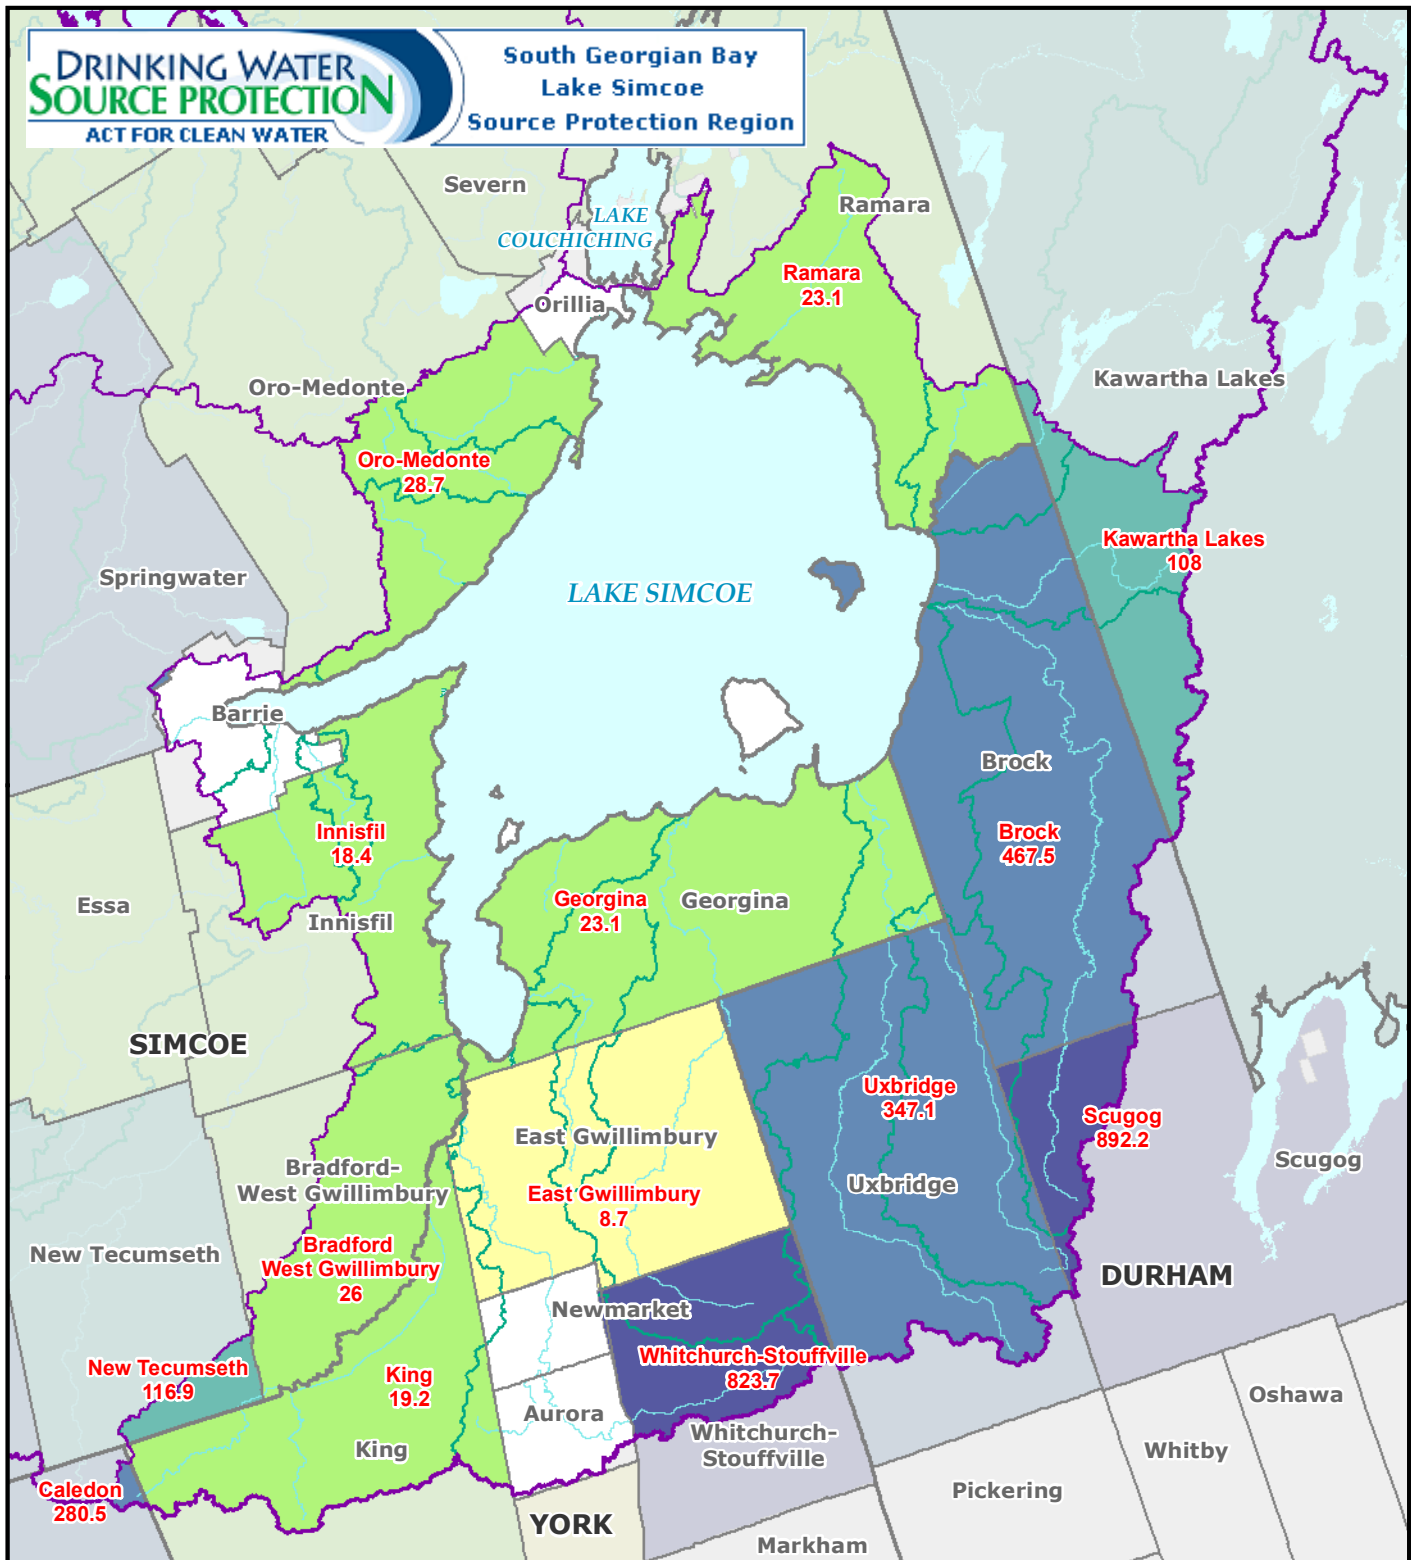 DRINKING WATER
SOURCE PROTECTION
ACT FOR CLEAN WATER
South Georgian Bay
Lake Simcoe
Source Protection Region
Severn
LAKE
COUCHICHING
Ramara
Ramara
23.1
Orillia
Oro-Medonte
Kawartha Lakes
Oro-Medonte
28.7
Kawartha Lakes
108
Springwater
LAKE SIMCOE
Barrie
Brock
Innisfil
18.4
Brock
467.5
Essa
Innisfil
Georgina
23.1
Georgina
SIMCOE
Uxbridge
347.1
Scugog
892.2
East Gwillimbury
Scugog
Bradford-
West Gwillimbury
East Gwillimbury
8.7
Uxbridge
New Tecumseth
Bradford
West Gwillimbury
26
DURHAM
Newmarket
New Tecumseth
116.9
King
19.2
Whitchurch-Stouffville
823.7
Oshawa
Aurora
King
Whitchurch-
Stouffville
Whitby
Caledon
280.5
Pickering
YORK
Markham